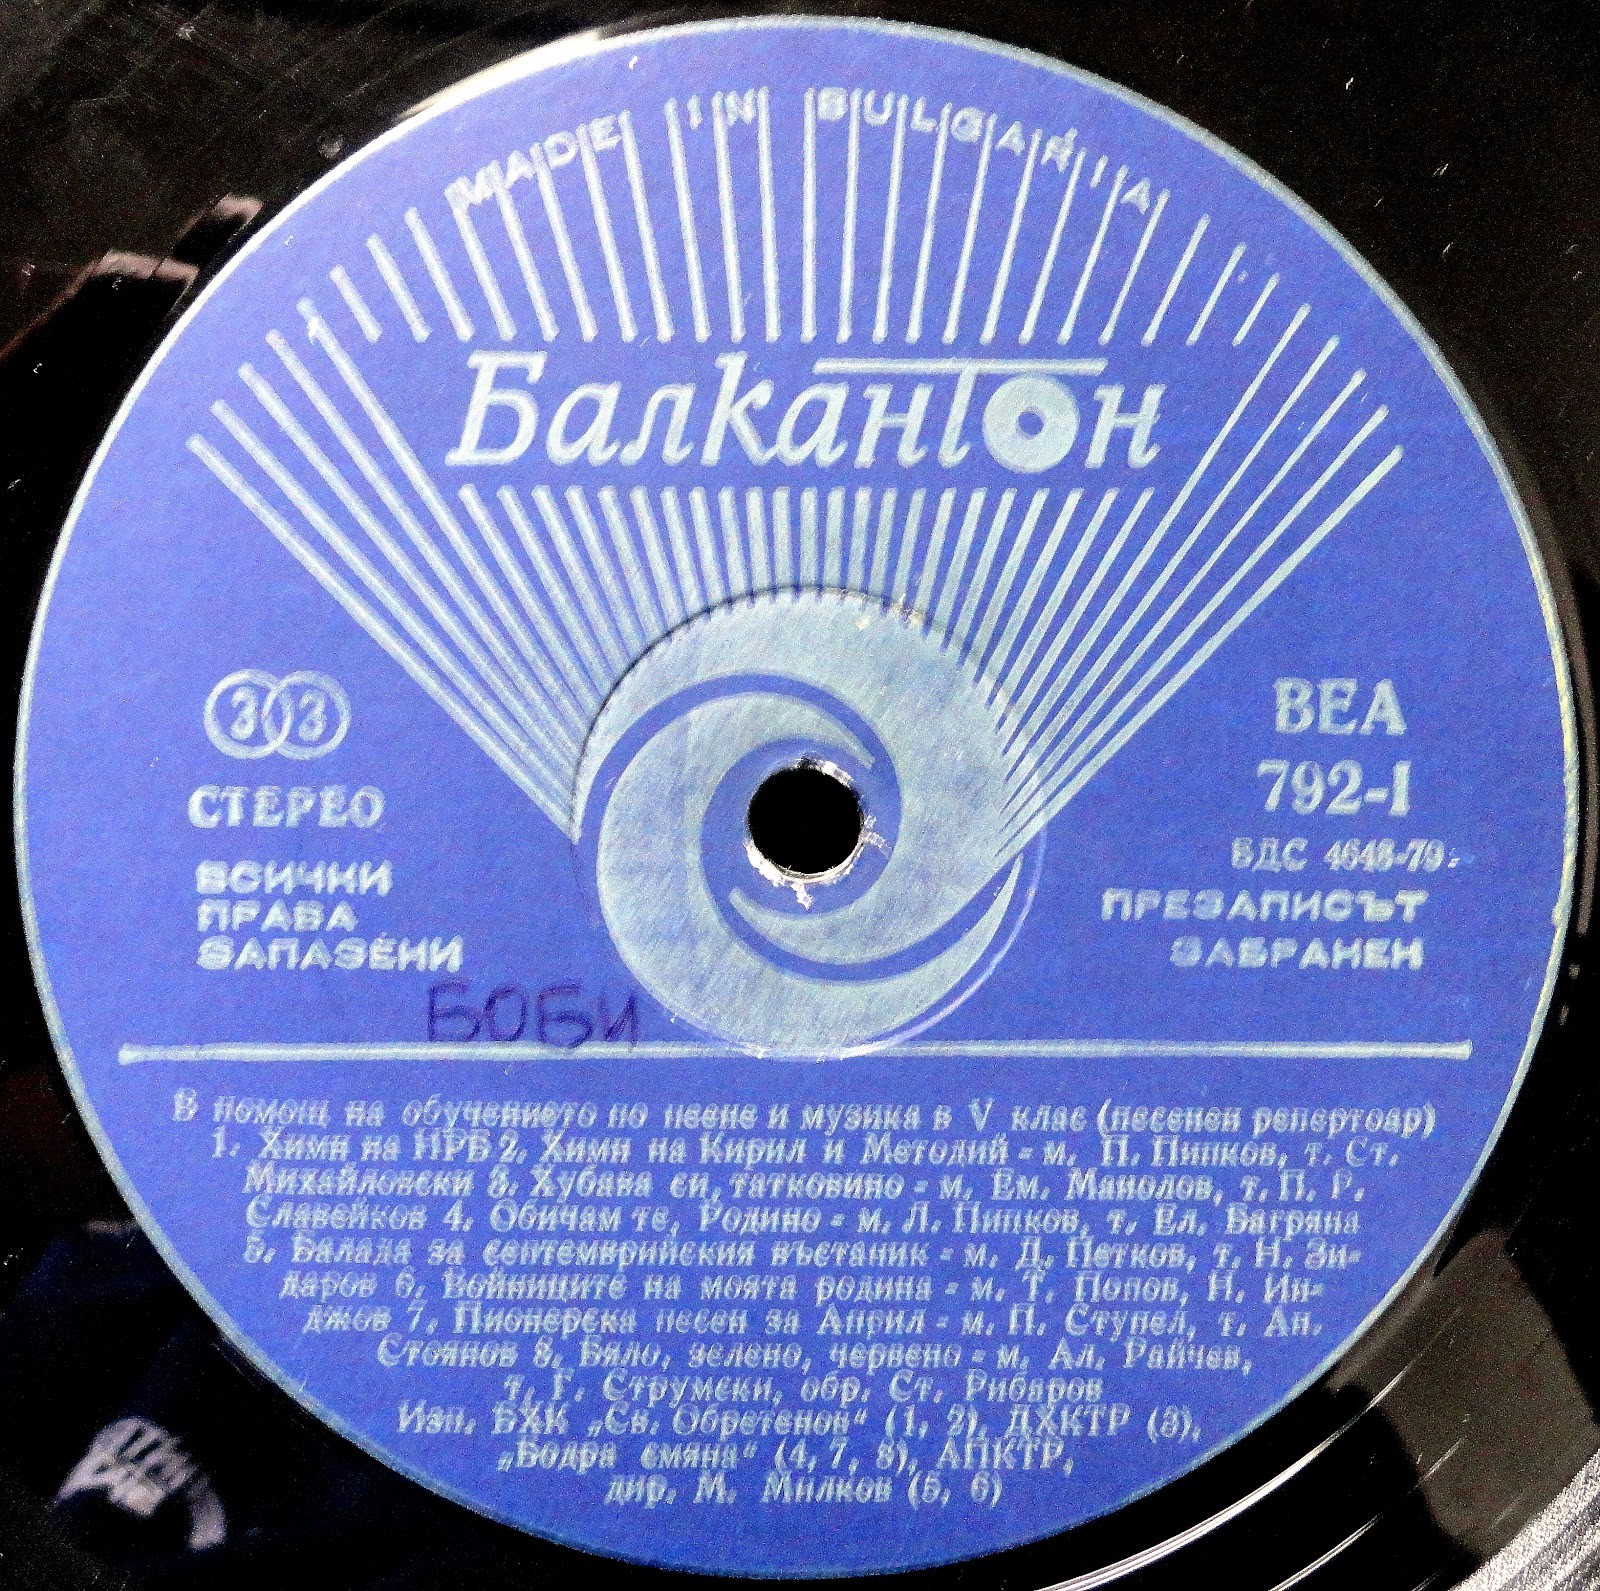 MADE IN BULGARIA
Балкантон
33
СТЕРЕО
ВСИЧКИ
ПРАВА
ЗАПАЗЕНИ
ВЕА
792-I
БДС 4648-79
ПРЕЗАПИСЪТ
ЗАБРАНЕН
БОБИ
В помощ на обучението по пеене и музика в V клас (песенен репертоар)
1. Химн на НРБ 2. Химн на Кирил и Методий - м. П. Пипков, т. Ст.
Михайловски 3. Хубава си, татковино - м. Ем. Манолов, т. П. Р.
Славейков 4. Обичам те, Родино - м. Л. Пипков, т. Ел. Багряна
5. Балада за септемврийския въстаник - м. Д. Петков, т. Н. Зи-
даров 6. Войниците на моята родина - м. Т. Попов, Н. Ин-
джов 7. Пионерска песен за Април - м. П. Ступел, т. Ан.
Стоянов 8. Бяло, зелено, червено - м. Ал. Райчев,
т. Г. Струмски, обр. Ст. Рибаров
Изп. БХК „Св. Обретенов“ (1, 2), ДХКТР (3),
„Бодра смяна“ (4, 7, 8), АПКТР,
дир. М. Милков (5, 6)